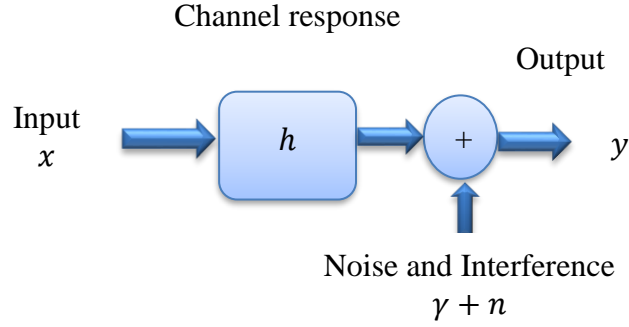 Channel response
Output
Input
x
h
+
y
Noise and Interference
γ + n